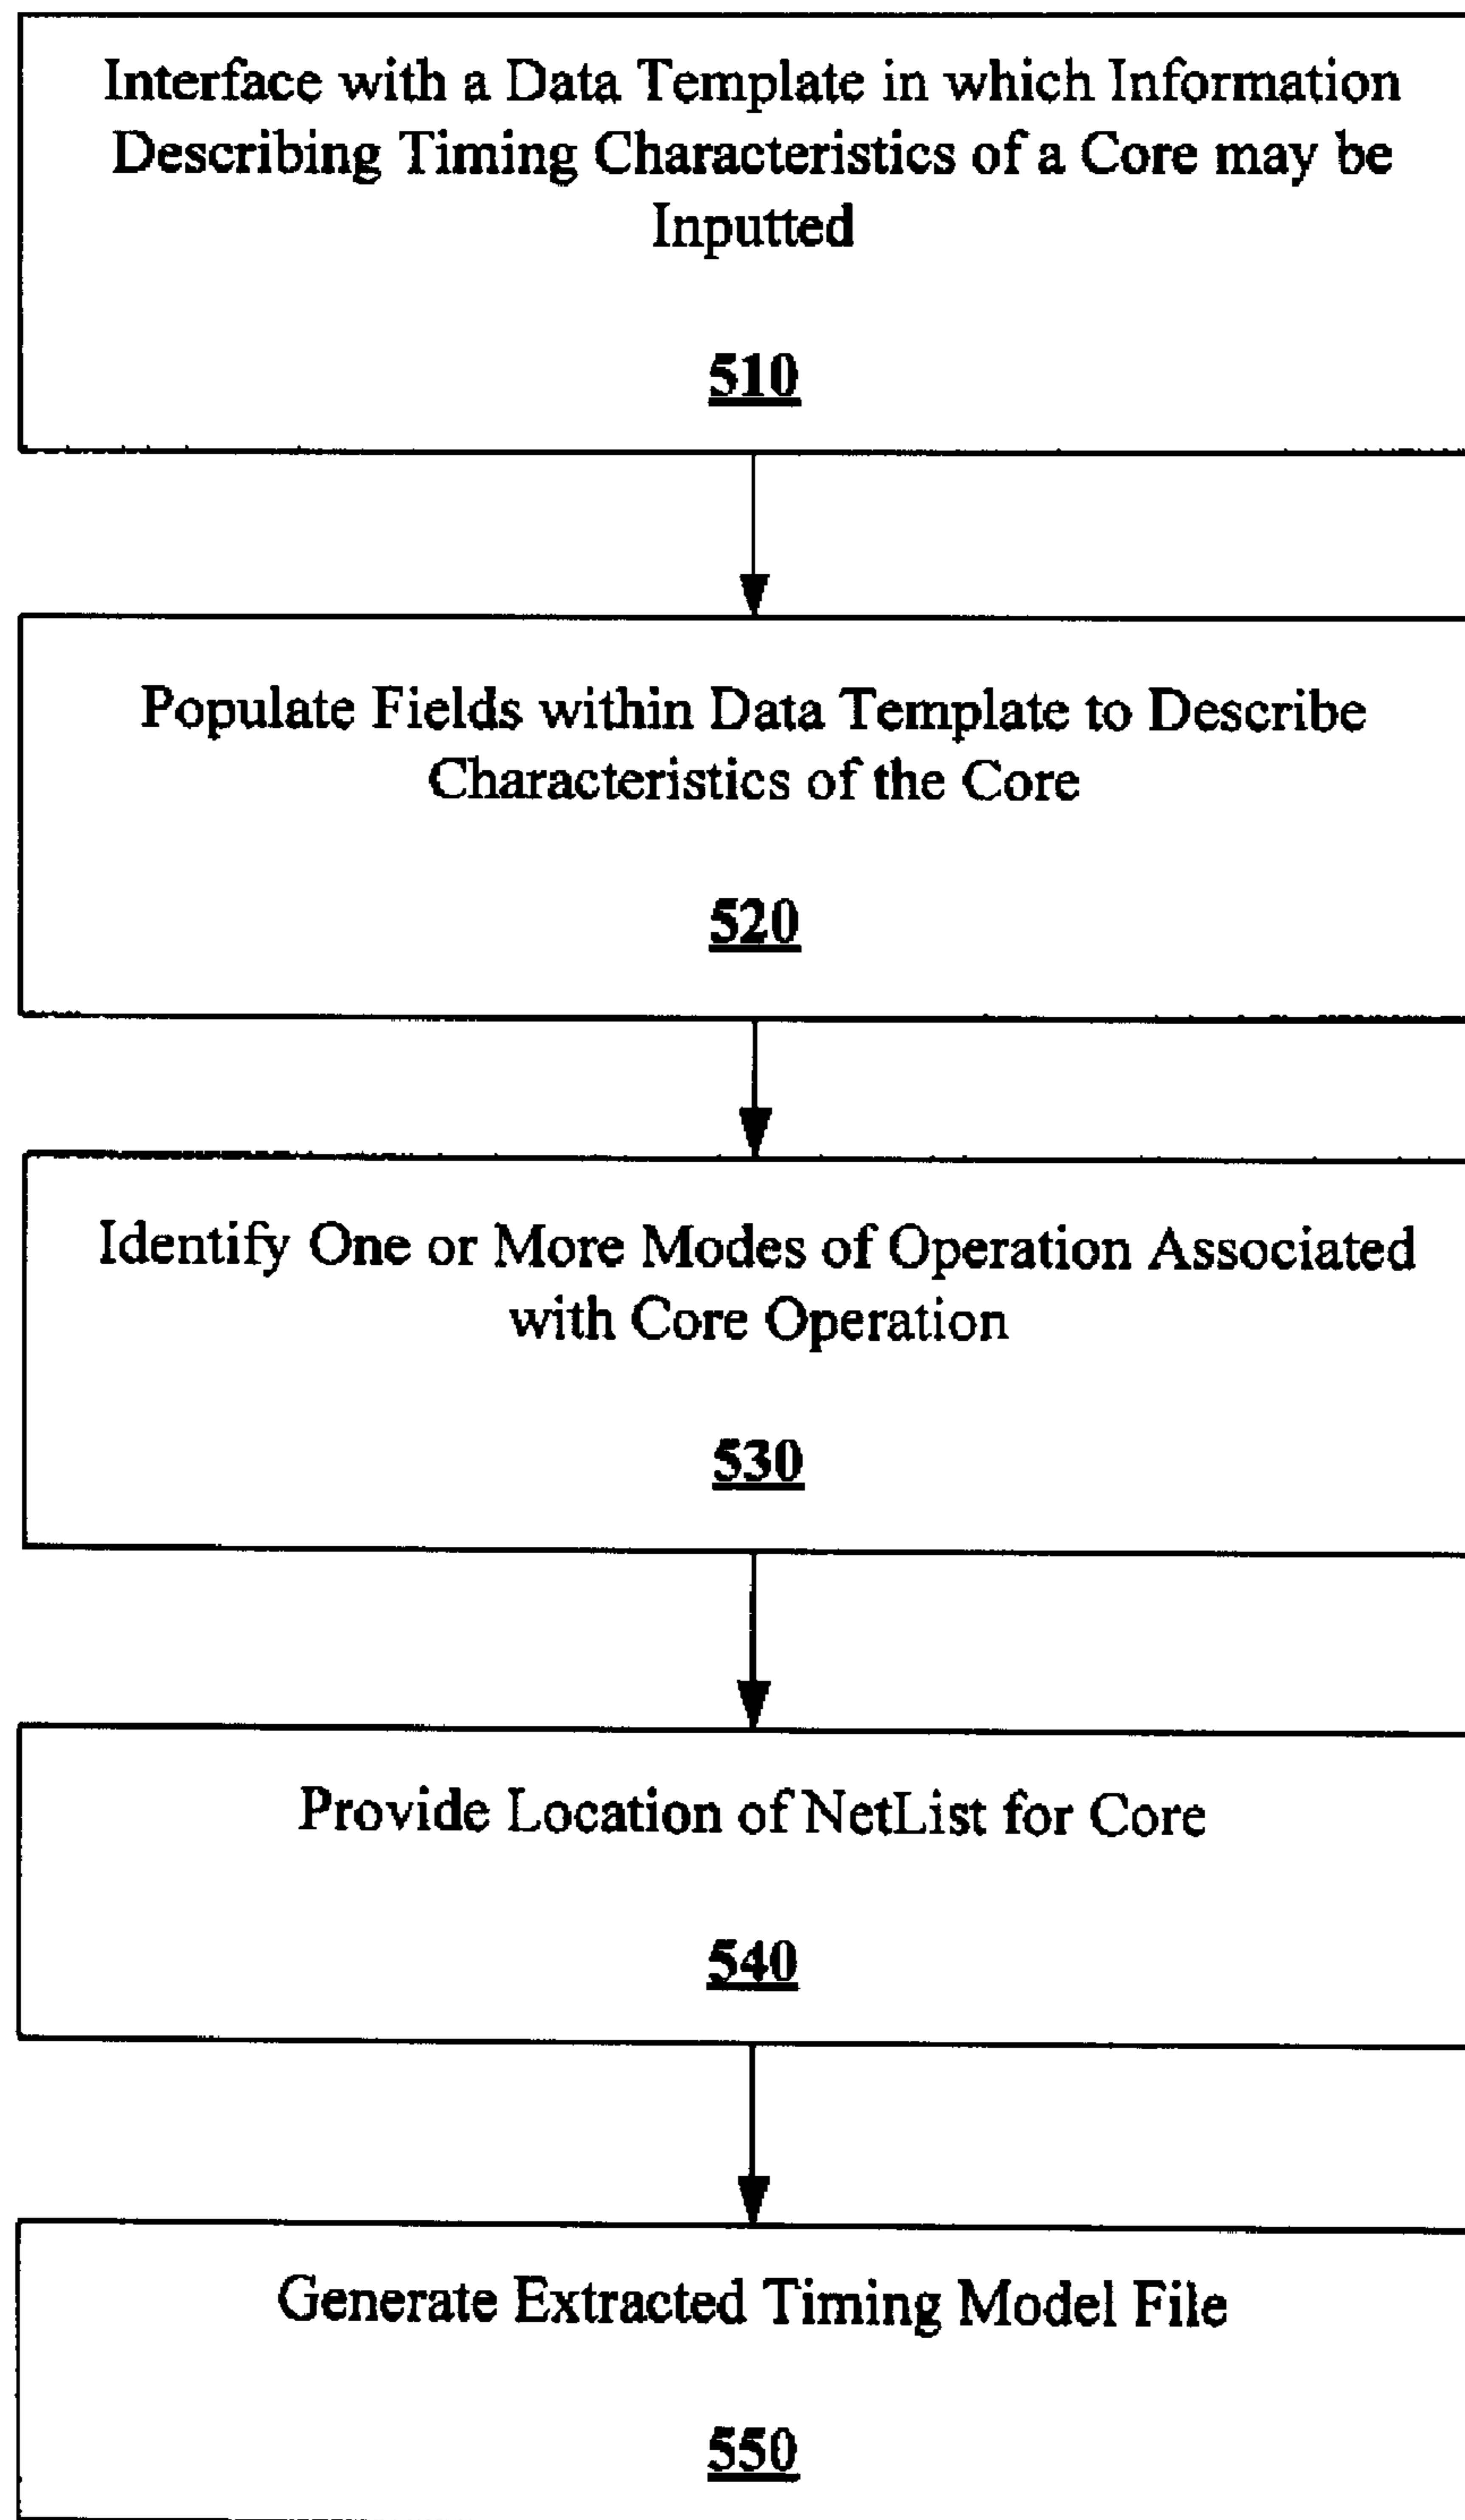 Interface with a Data Template in which Information
Describing Timing Characteristics of a Core may be
Inputted
510
Populate Fields within Data Template to Describe
Characteristics of the Core
520
Identify One or More Modes of Operation Associated
with Core Operation
530
Provide Location of NetList for Core
540
Generate Extracted Timing Model File
550